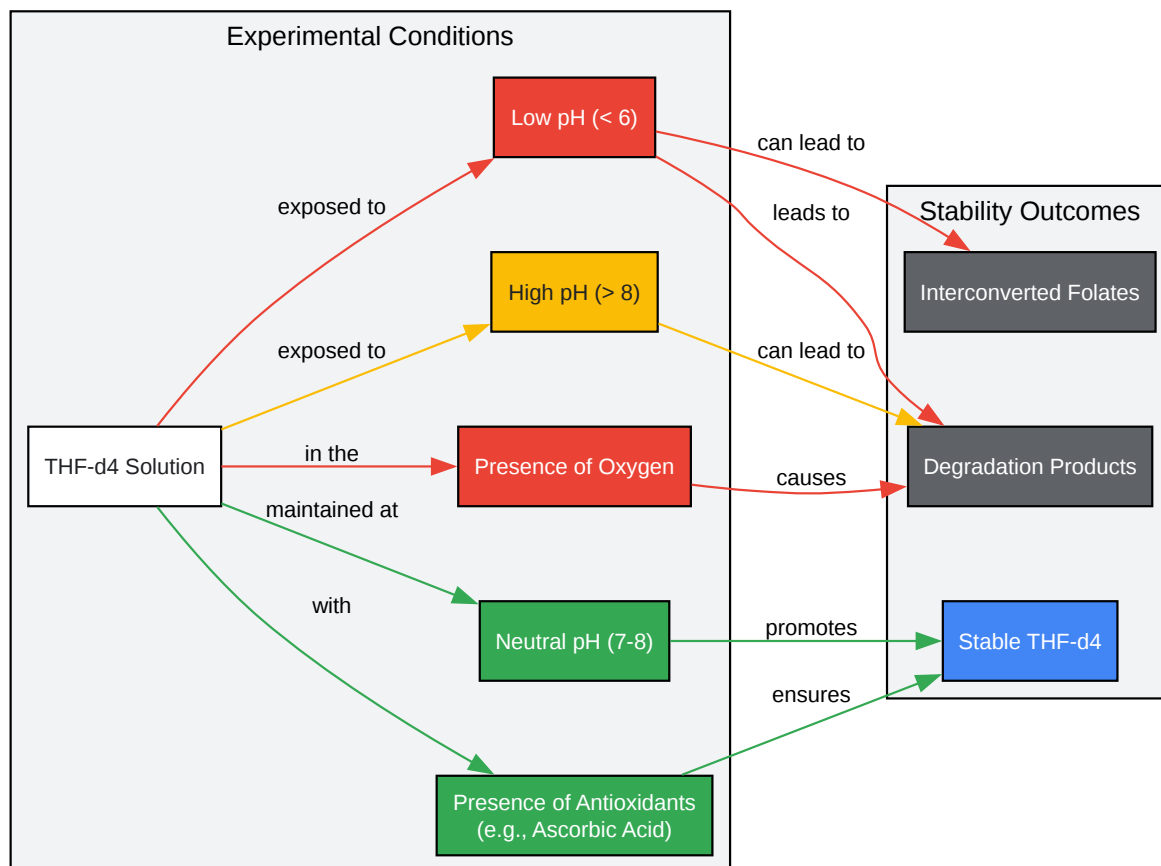 Experimental Conditions
Low pH (< 6)
can lead to
exposed to
leads to
Stability Outcomes
High pH (> 8)
Interconverted Folates
exposed to
can lead to
THF-d4 Solution
in the
Presence of Oxygen
causes
Degradation Products
maintained at
with
Neutral pH (7-8)
promotes
Stable THF-d4
ensures
Presence of Antioxidants
(e.g., Ascorbic Acid)